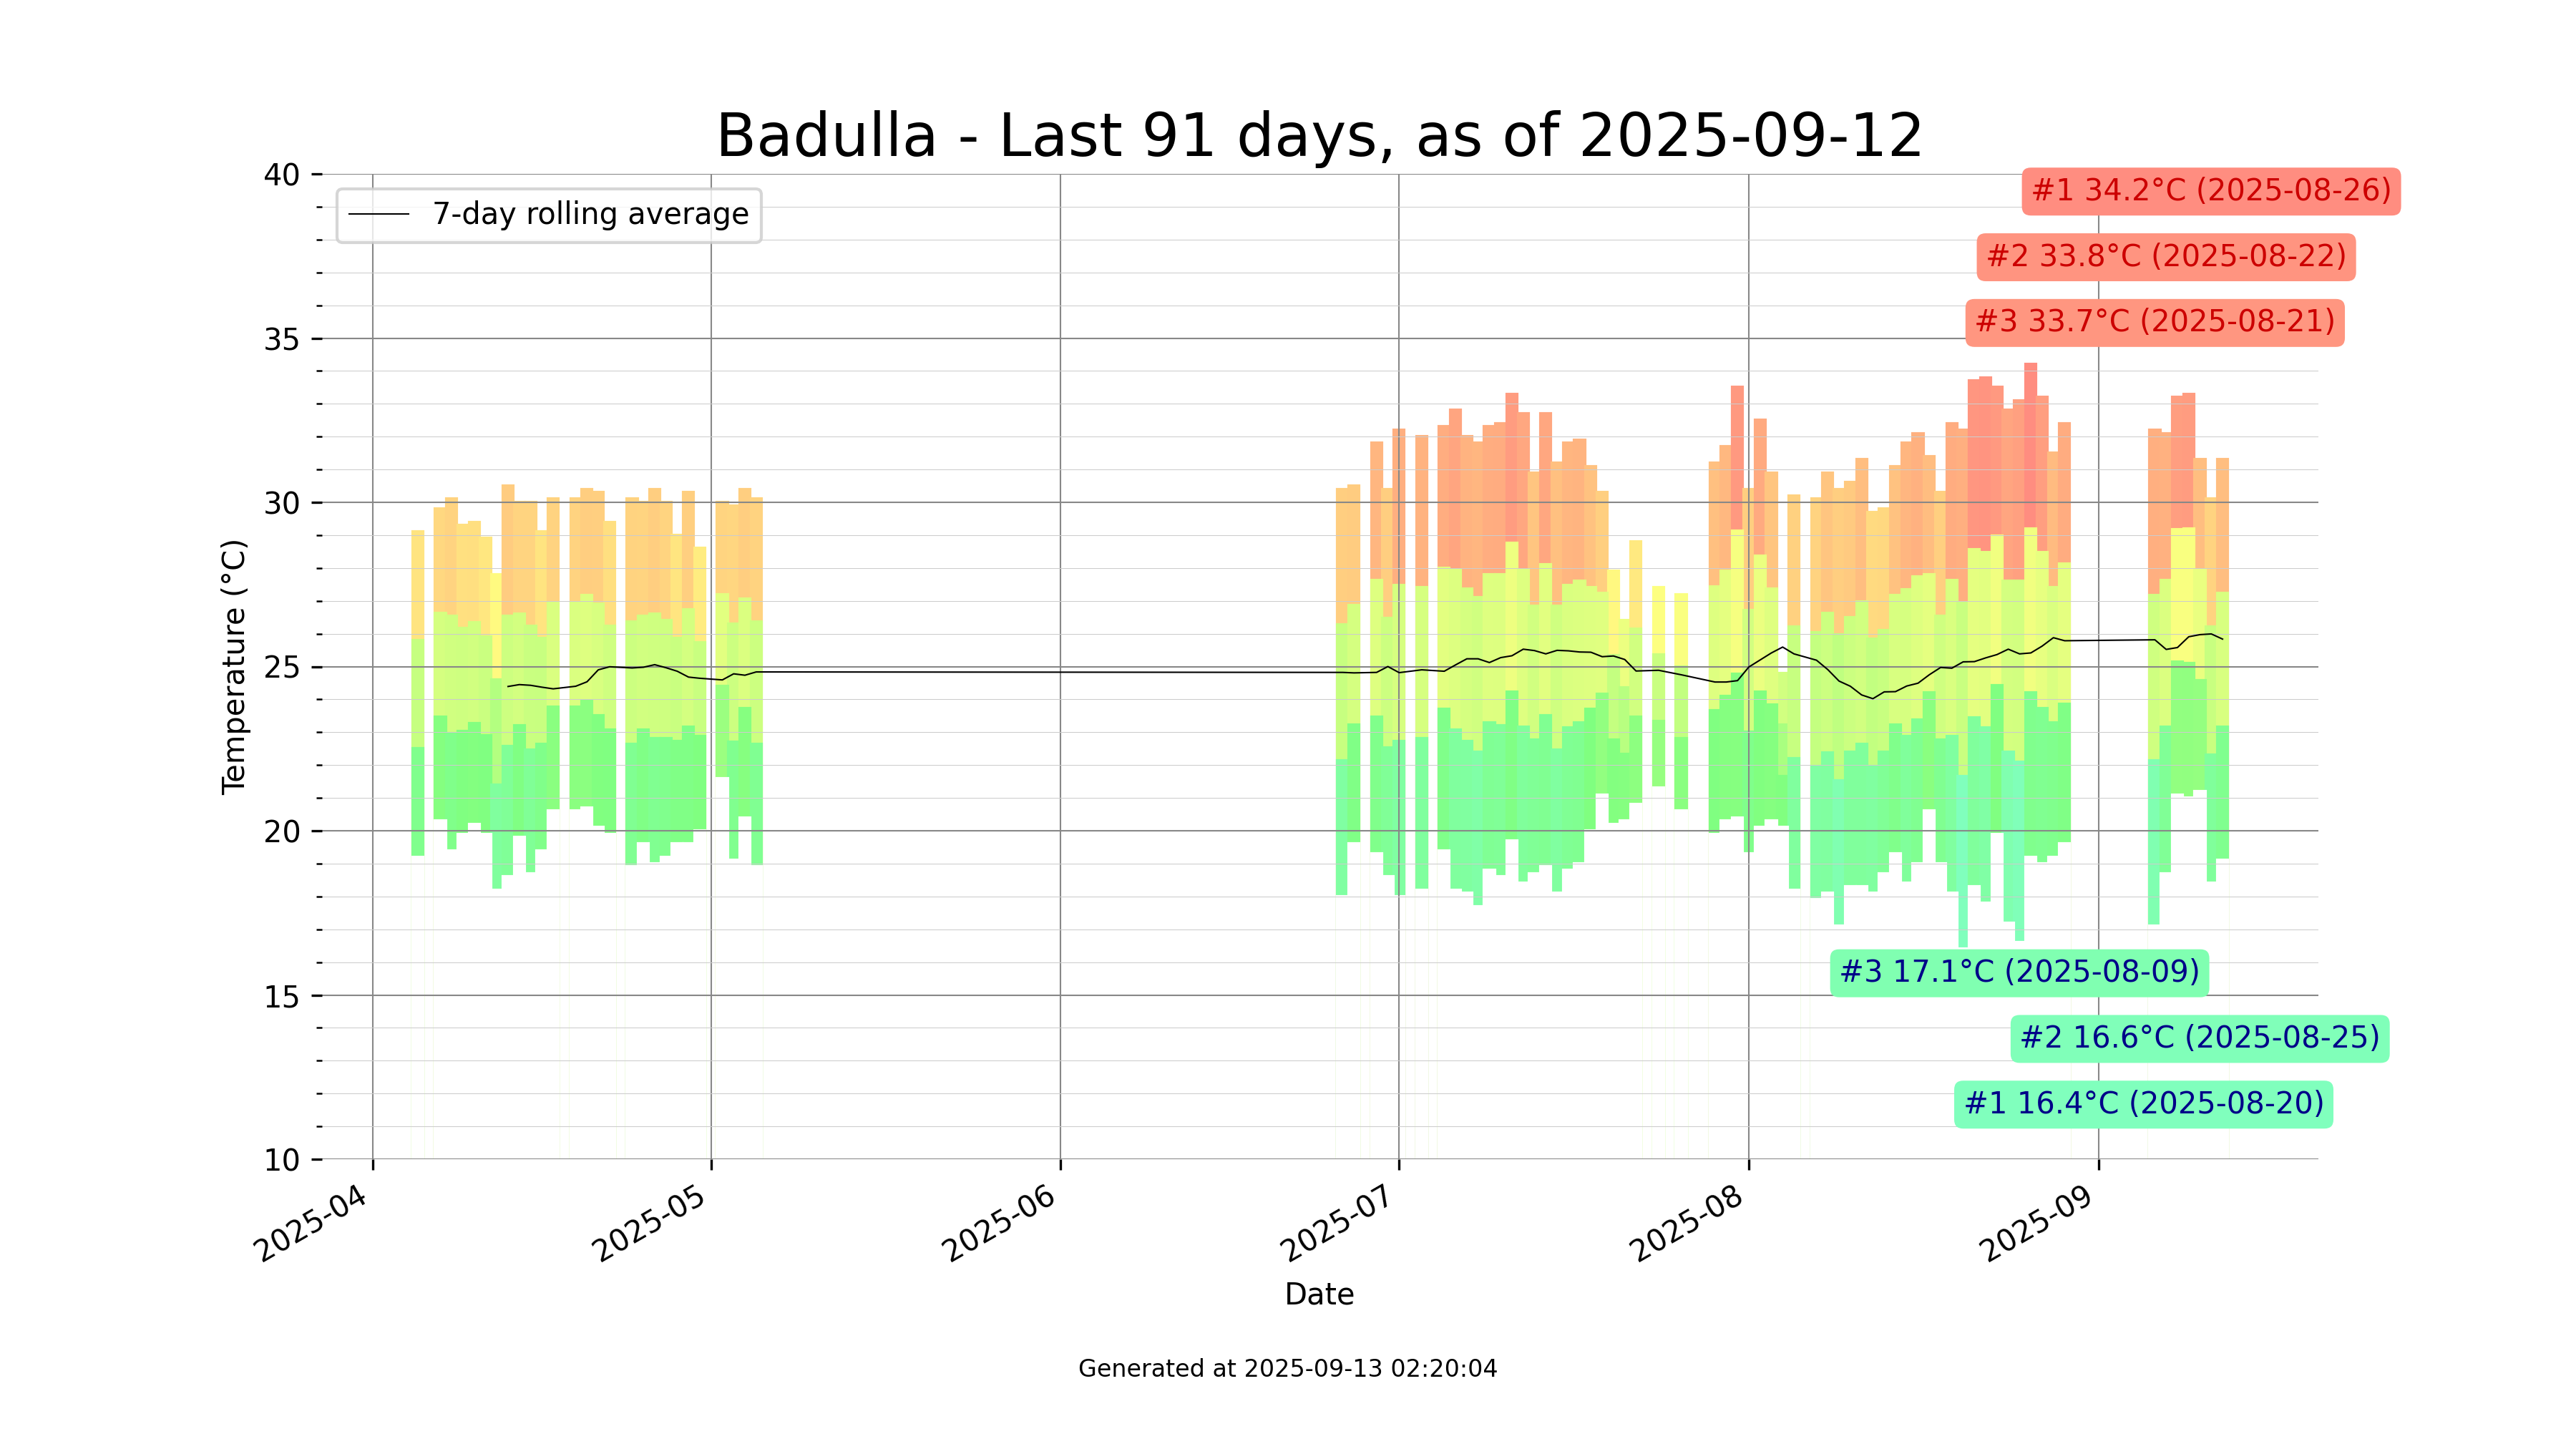 Badulla - Last 91 days, as of 2025-09-12
7-day rolling average
#1 34.2°C (2025-08-26)
#2 33.8°C (2025-08-22)
#3 33.7°C (2025-08-21)
40
35
30
25
20
15
10
Temperature (°C)
#3 17.1°C (2025-08-09)
#2 16.6°C (2025-08-25)
#1 16.4°C (2025-08-20)
2025-04
2025-05
2025-06
2025-07
2025-08
2025-09
Date
Generated at 2025-09-13 02:20:04